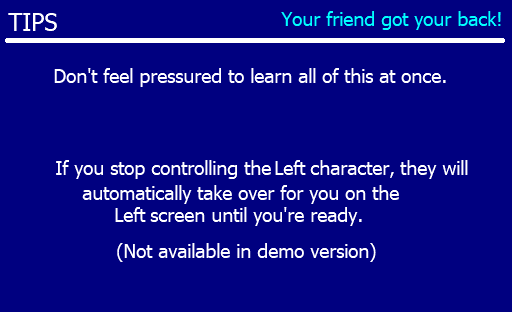 TIPS
Your friend got your back!
Don't feel pressured to learn all of this at once.
If you stop controlling the Left character, they will
automatically take over for you on the
Left screen until you're ready.
(Not available in demo version)